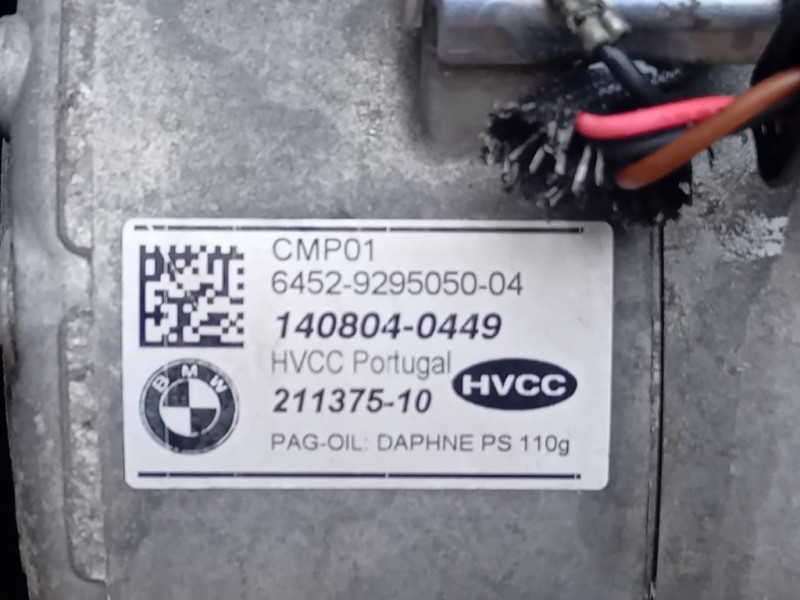 CMP01
6452-9295050-04
140804-0449
HVCC Portugal
211375-10
HVCC
BMW
PAG-OIL: DAPHNE PS 110g